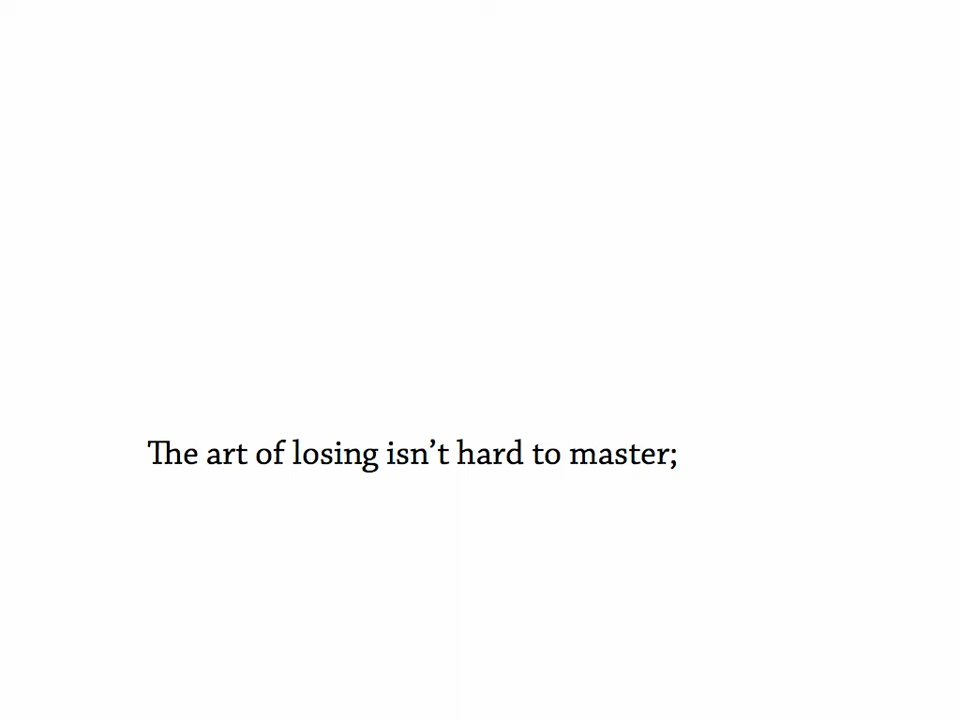 The art of losing isn’t hard to master;